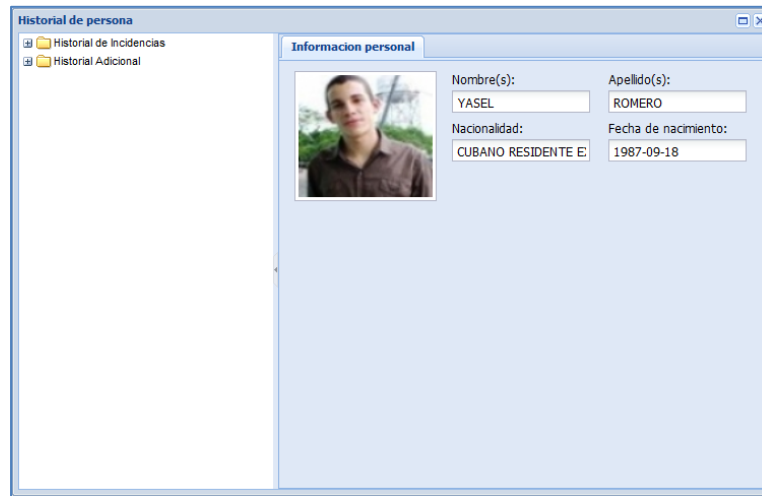 Historial de persona
Historial de Incidencias
Historial Adicional
Informacion personal
Nombre(s):
Apellido(s):
YASEL
ROMERO
Nacionalidad:
Fecha de nacimiento:
CUBANO RESIDENTE E
1987-09-18